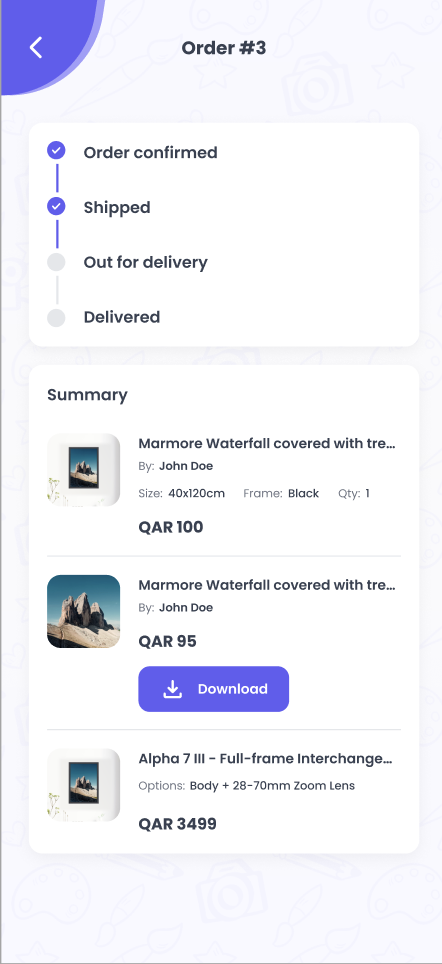 Order #3
Order confirmed
Shipped
Out for delivery
Delivered
Summary
Marmore Waterfall covered with tre...
By: John Doe
Size: 40x120cm Frame: Black Qty: 1
QAR 100
Marmore Waterfall covered with tre...
By: John Doe
QAR 95
Download
Alpha 7 III - Full-frame Interchange...
Options: Body + 28-70mm Zoom Lens
QAR 3499